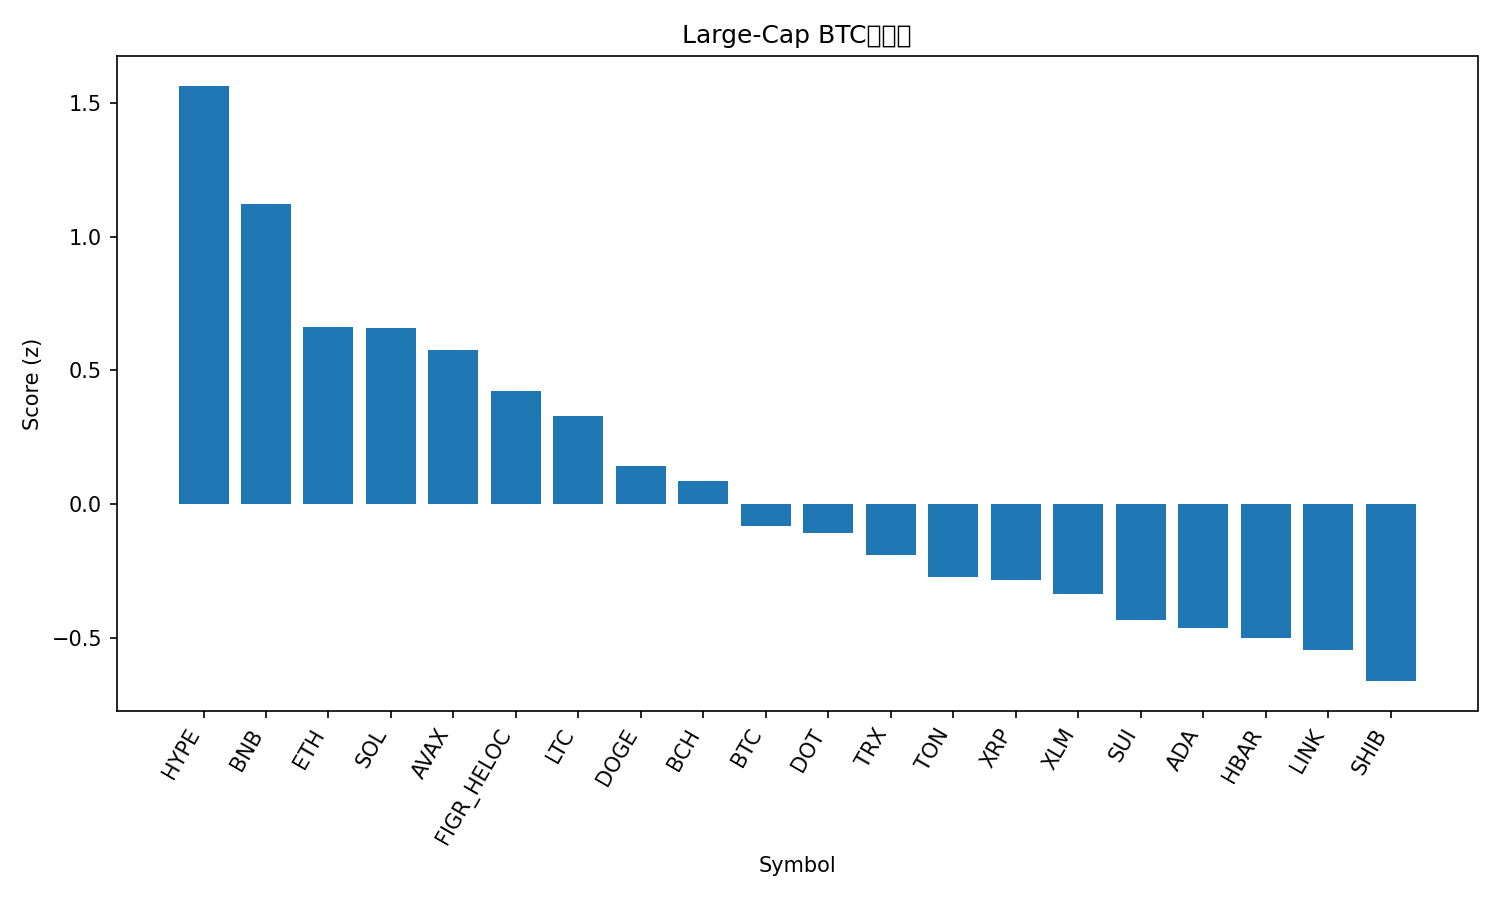 Large-Cap BTC
1.5
1.0
0.5
0.0
−0.5
Score (z)
HYPE
BNB
ETH
SOL
AVAX
FIGR_HELOC
LTC
DOGE
BCH
BTC
DOT
TRX
TON
XRP
XLM
SUI
ADA
HBAR
LINK
SHIB
Symbol